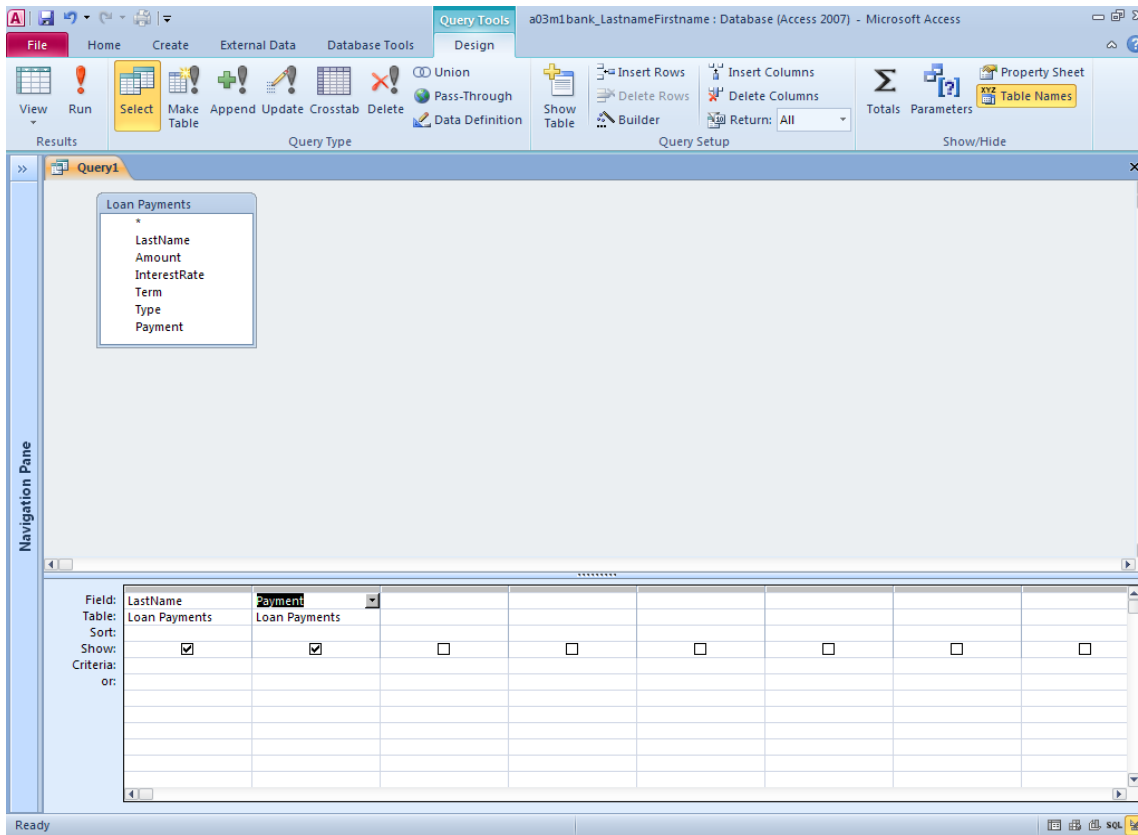 Query Tools a03m1bank_LastnameFirstname : Database (Access 2007) - Microsoft Access
File Home Create External Data Database Tools Design
View
Run
Select
Make Table
Append Update Crosstab Delete
Union
Pass-Through
Data Definition
Show Table
Insert Rows
Delete Rows
Builder
Insert Columns
Delete Columns
Return: All
Totals Parameters
Property Sheet
Table Names
Results Query Type Query Setup Show/Hide
Query1
Navigation Pane
Loan Payments
*
LastName
Amount
InterestRate
Term
Type
Payment
Field: LastName Payment
Table: Loan Payments Loan Payments
Sort:
Show:
Criteria:
or:
Ready SQL